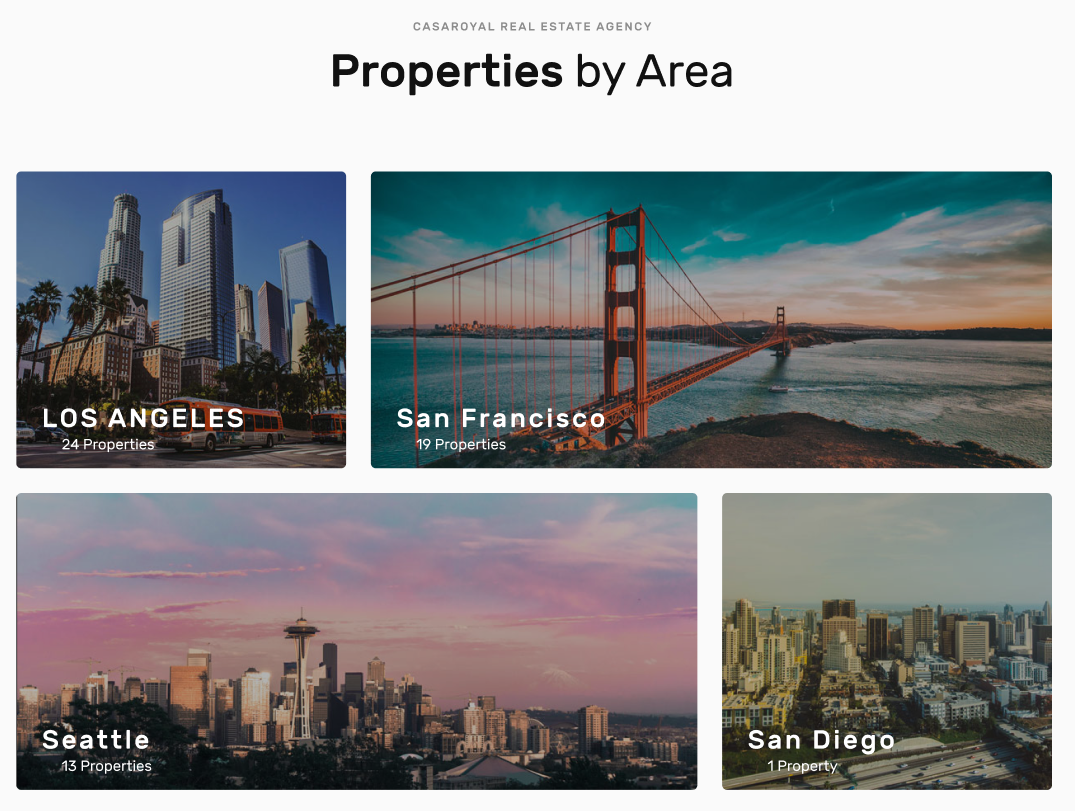 CASAROYAL REAL ESTATE AGENCY
Properties by Area
LOS ANGELES
24 Properties
San Francisco
19 Properties
Seattle
13 Properties
San Diego
1 Property